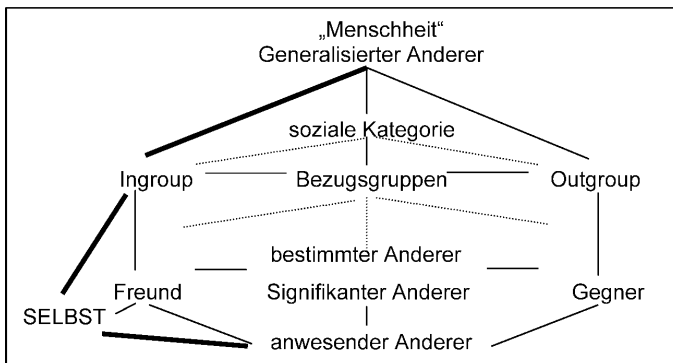 „Menschheit“
Generalisierter Anderer
soziale Kategorie
Ingroup Bezugsgruppen Outgroup
bestimmter Anderer
Freund Signifikanter Anderer Gegner
SELBST
anwesender Anderer